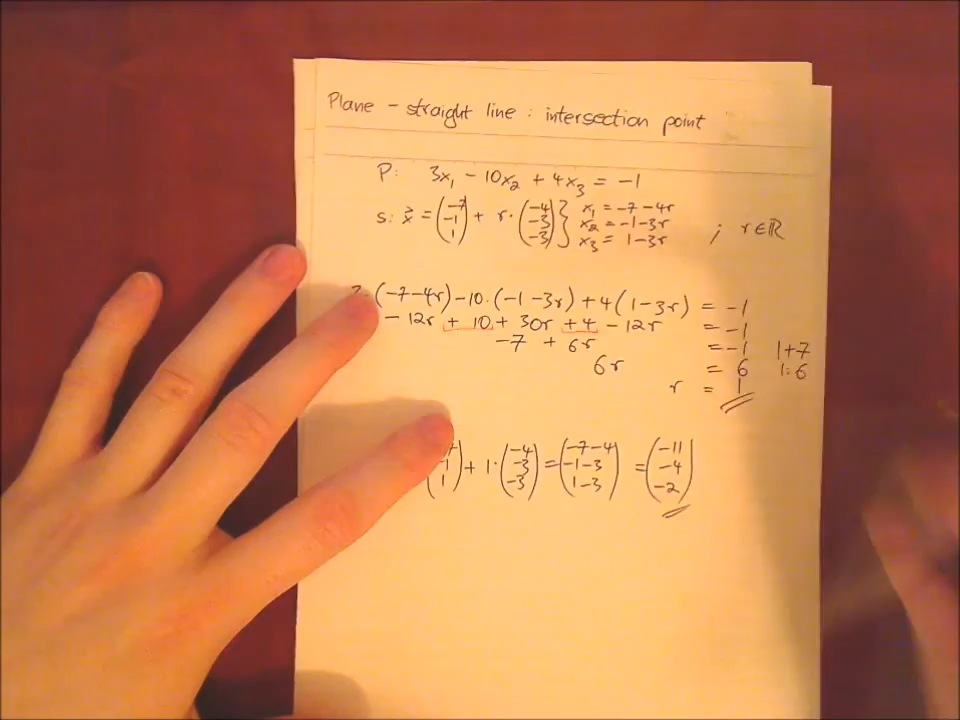 Plane - straight line : intersection point
P: 3x₁ - 10x₂ + 4x₃ = -1
s: x⃗ = (-7 -1 1) + r · (-4 -3 -3) } x₁ = -7 - 4r x₂ = -1 - 3r x₃ = 1 - 3r ; r∈ℝ
·(-7-4r) - 10·(-1-3r) + 4(1-3r) = -1
- 12r + 10 + 30r + 4 - 12r = -1
-7 + 6r = -1 | +7
6r = 6 | : 6
r = 1
+ 1·(-4 -3 -3) = (-7-4 -1-3 1-3) = (-11 -4 -2)